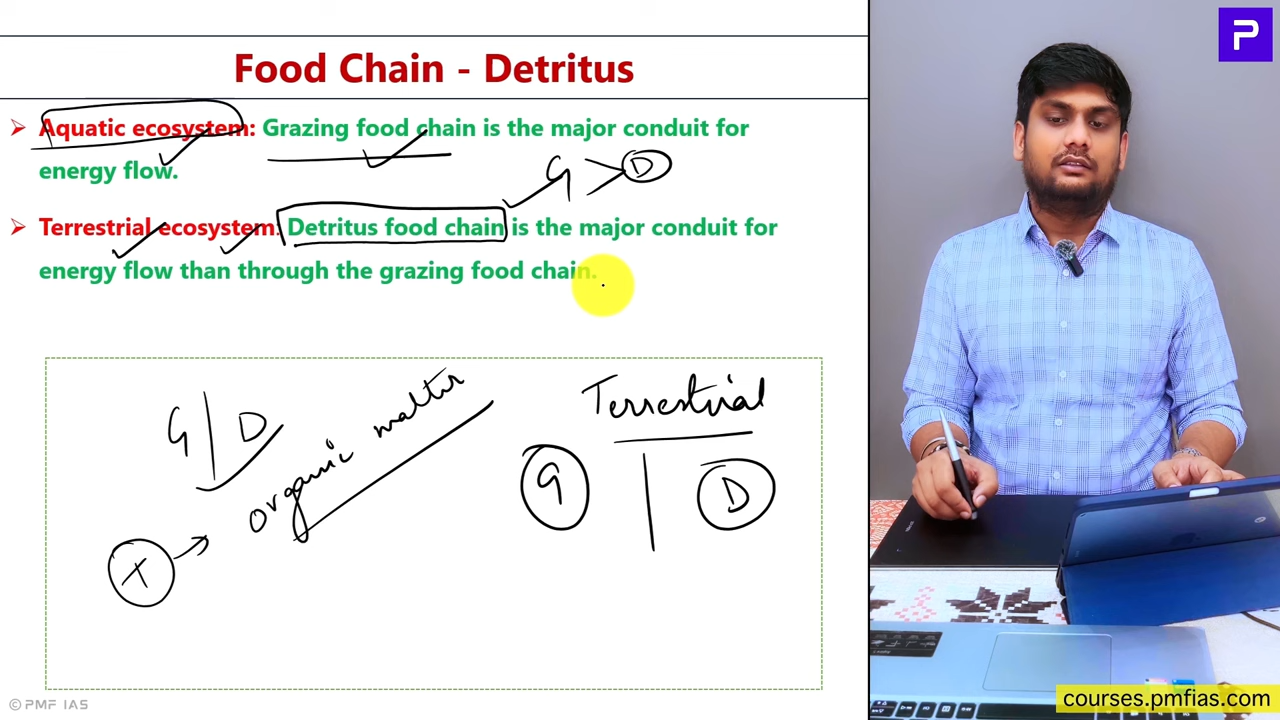 Food Chain - Detritus
➢ Aquatic ecosystem: Grazing food chain is the major conduit for
energy flow.
G > D
➢ Terrestrial ecosystem: Detritus food chain is the major conduit for
energy flow than through the grazing food chain.
G | D
organic matter
T →
Terrestrial
G | D
© PMF IAS
P
courses.pmfias.com